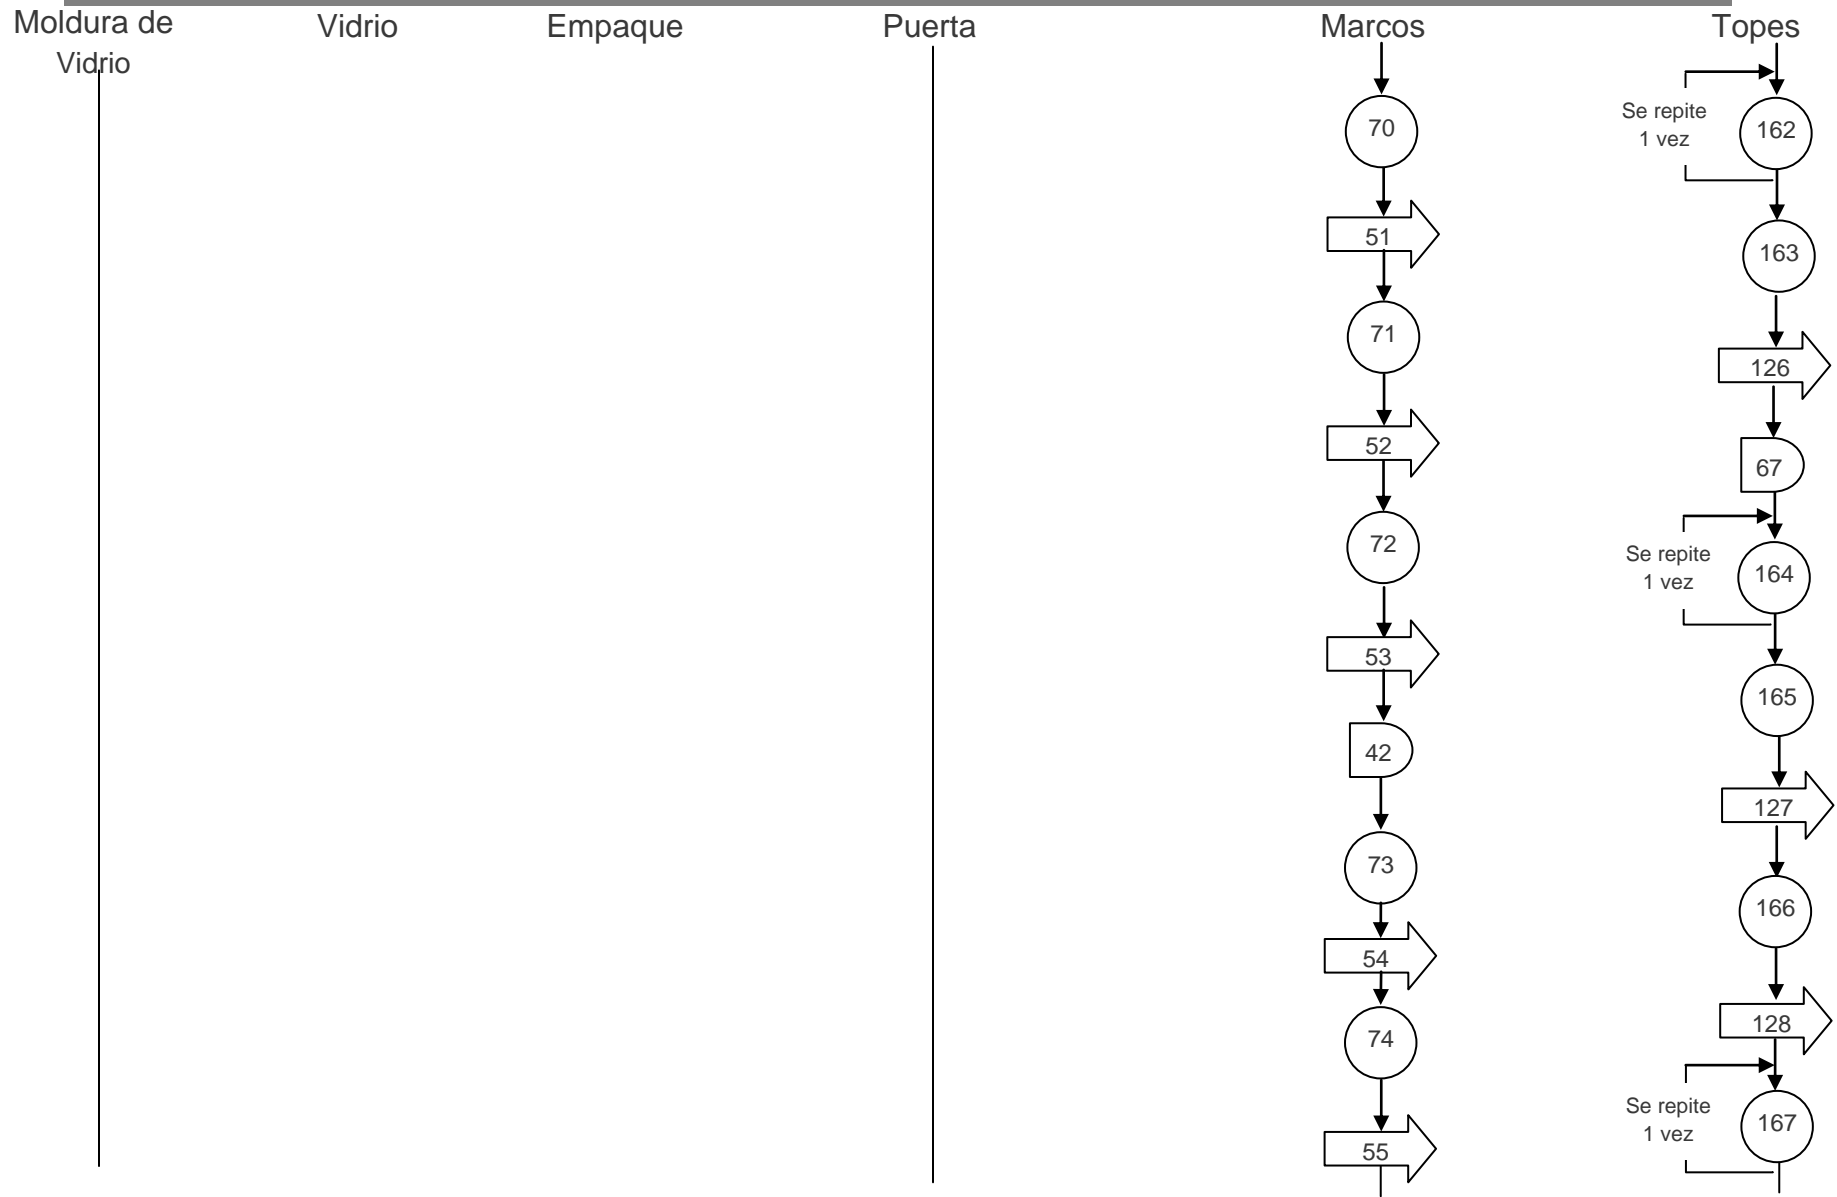 Moldura de
Vidrio
Vidrio
Empaque
Puerta
Marcos
Topes
70
51
71
52
72
53
42
73
54
74
55
Se repite
1 vez
162
163
126
67
Se repite
1 vez
164
165
127
166
128
Se repite
1 vez
167